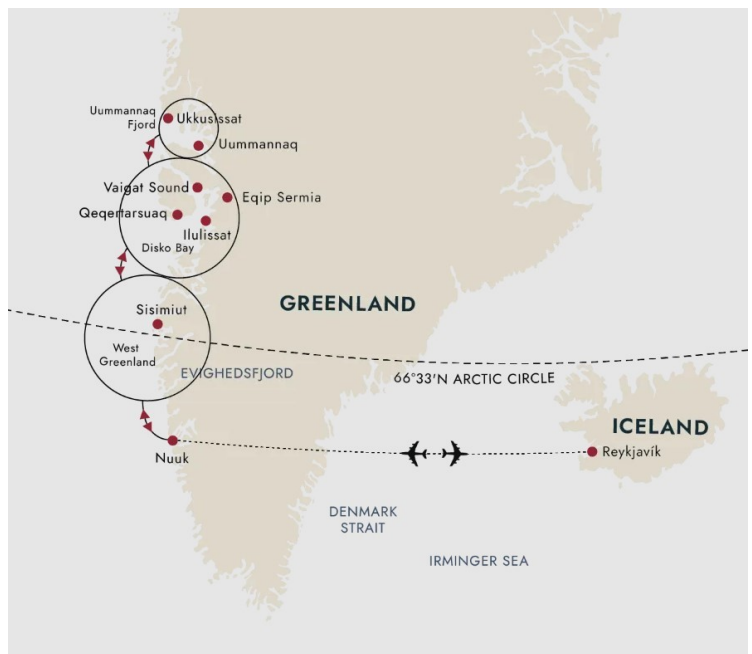 Uummannaq
Fjord
Ukkusissat
Uummannaq
Vaigat Sound
Eqip Sermia
Qeqertarsuaq
Ilulissat
Disko Bay
GREENLAND
Sisimiut
West
Greenland
EVIGHEDSFJORD
66°33'N ARCTIC CIRCLE
ICELAND
Reykjavík
Nuuk
DENMARK
STRAIT
IRMINGER SEA